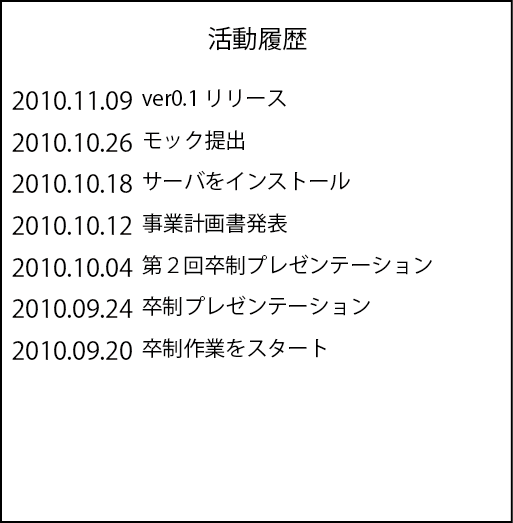 活動履歴
2010.11.09 ver0.1 リリース
2010.10.26 モック提出
2010.10.18 サーバをインストール
2010.10.12 事業計画書発表
2010.10.04 第２回卒制プレゼンテーション
2010.09.24 卒制プレゼンテーション
2010.09.20 卒制作業をスタート